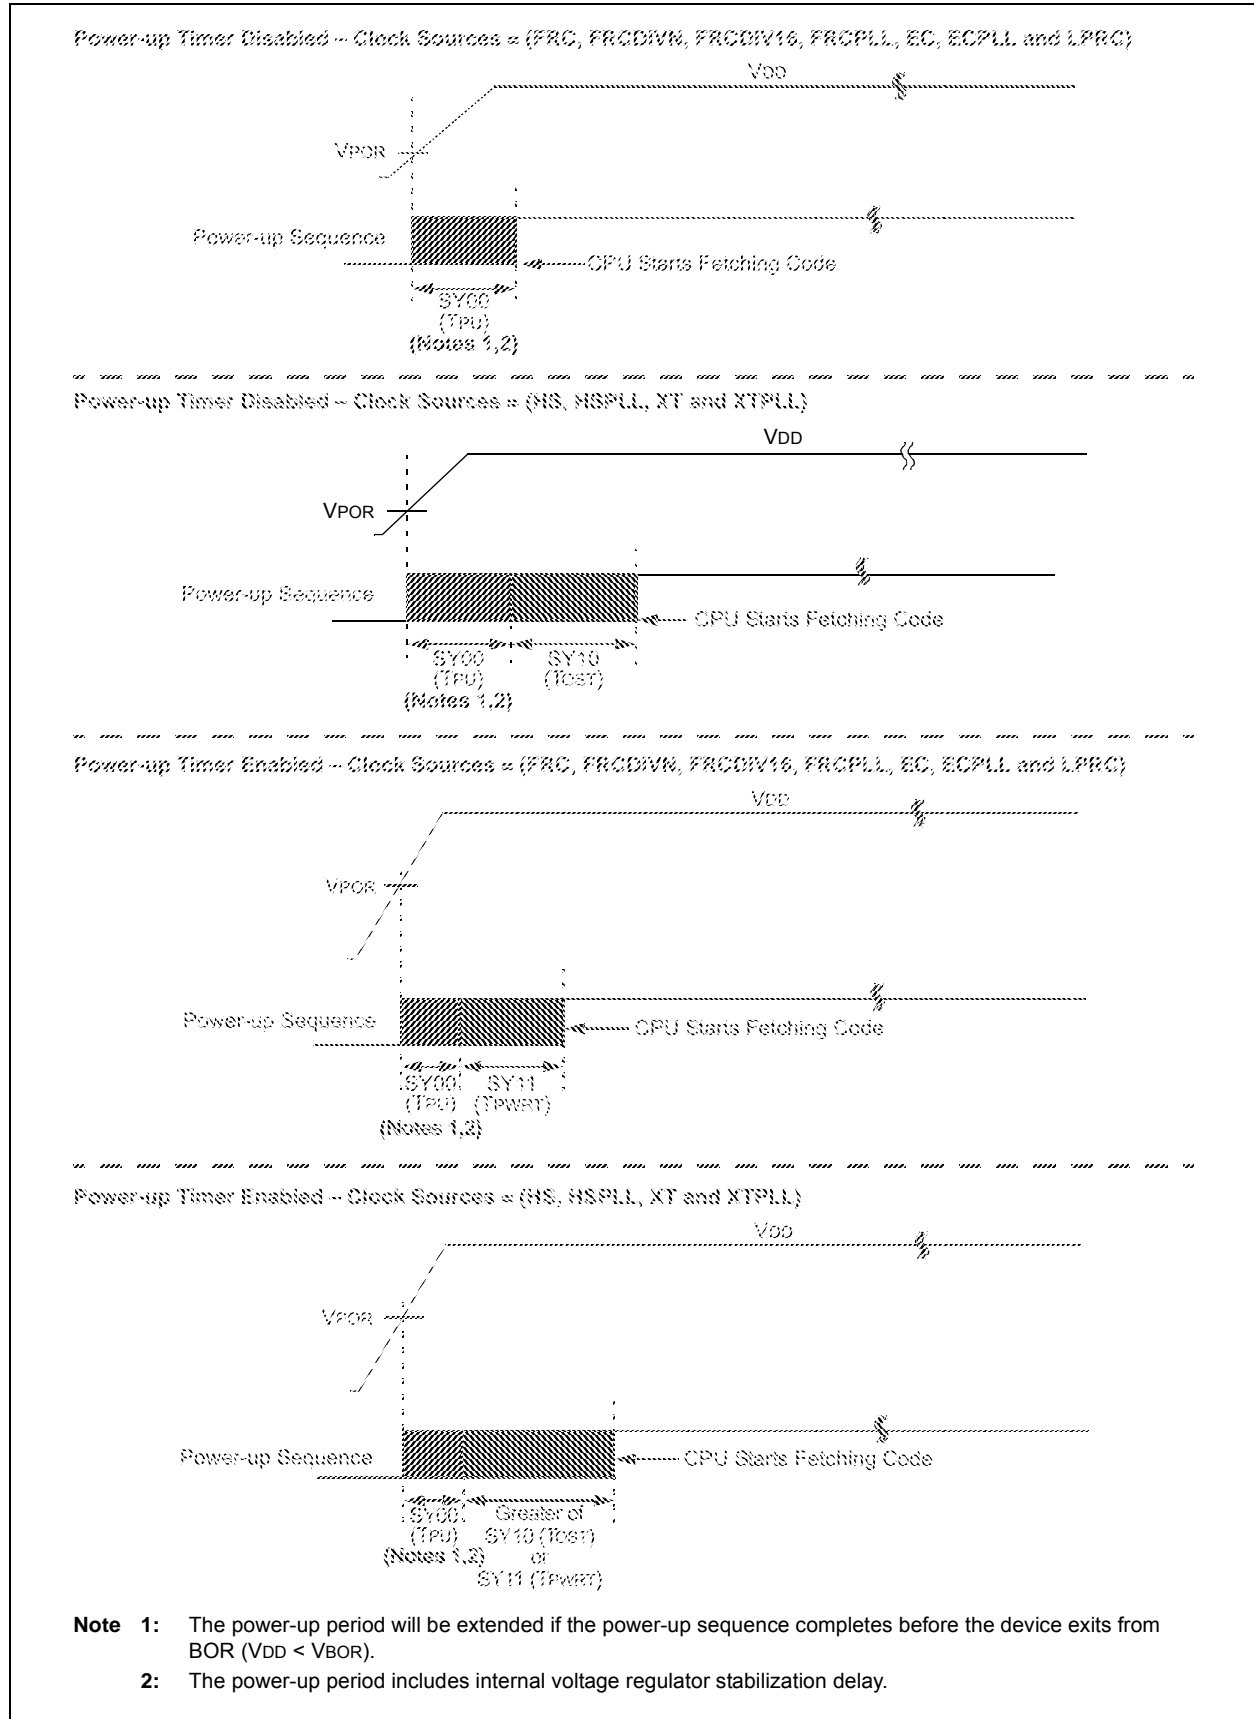 Power-up Timer Disabled – Clock Sources = (FRC, FRCDIVN, FRCDIV16, FRCPLL, EC, ECPLL and LPRC)
VDD
VPOR
Power-up Sequence
CPU Starts Fetching Code
SY00
(TPU)
(Notes 1,2)
Power-up Timer Disabled – Clock Sources = (HS, HSPLL, XT and XTPLL)
VDD
VPOR
Power-up Sequence
CPU Starts Fetching Code
SY00 SY10
(TPU) (TOST)
(Notes 1,2)
Power-up Timer Enabled – Clock Sources = (FRC, FRCDIVN, FRCDIV16, FRCPLL, EC, ECPLL and LPRC)
VDD
VPOR
Power-up Sequence
CPU Starts Fetching Code
SY00 SY11
(TPU) (TPWRT)
(Notes 1,2)
Power-up Timer Enabled – Clock Sources = (HS, HSPLL, XT and XTPLL)
VDD
VPOR
Power-up Sequence
CPU Starts Fetching Code
SY00 Greater of
(TPU) SY10 (TOST)
(Notes 1,2) or
SY11 (TPWRT)
Note 1: The power-up period will be extended if the power-up sequence completes before the device exits from
BOR (VDD < VBOR).
2: The power-up period includes internal voltage regulator stabilization delay.